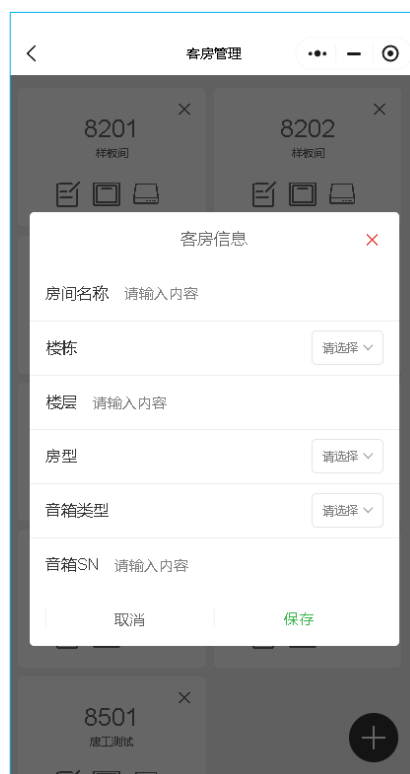 客房管理
8201
样板间
8202
样板间
客房信息
房间名称 请输入内容
楼栋 请选择
楼层 请输入内容
房型 请选择
音箱类型 请选择
音箱SN 请输入内容
取消 保存
8501
唐工测试